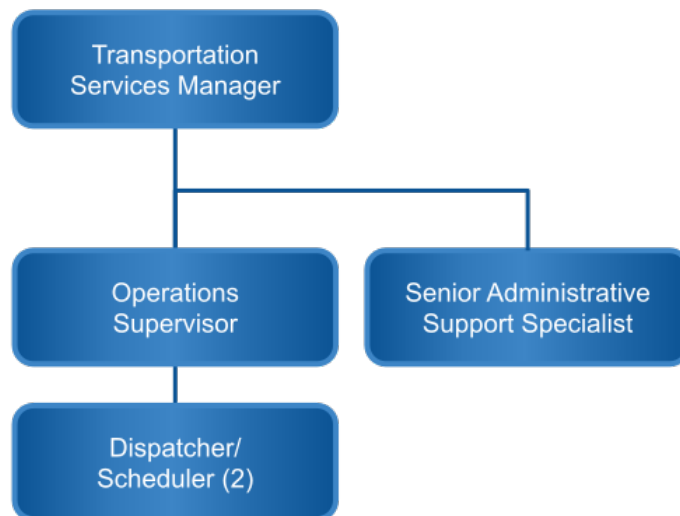 Transportation
Services Manager
Operations
Supervisor
Senior Administrative
Support Specialist
Dispatcher/
Scheduler (2)